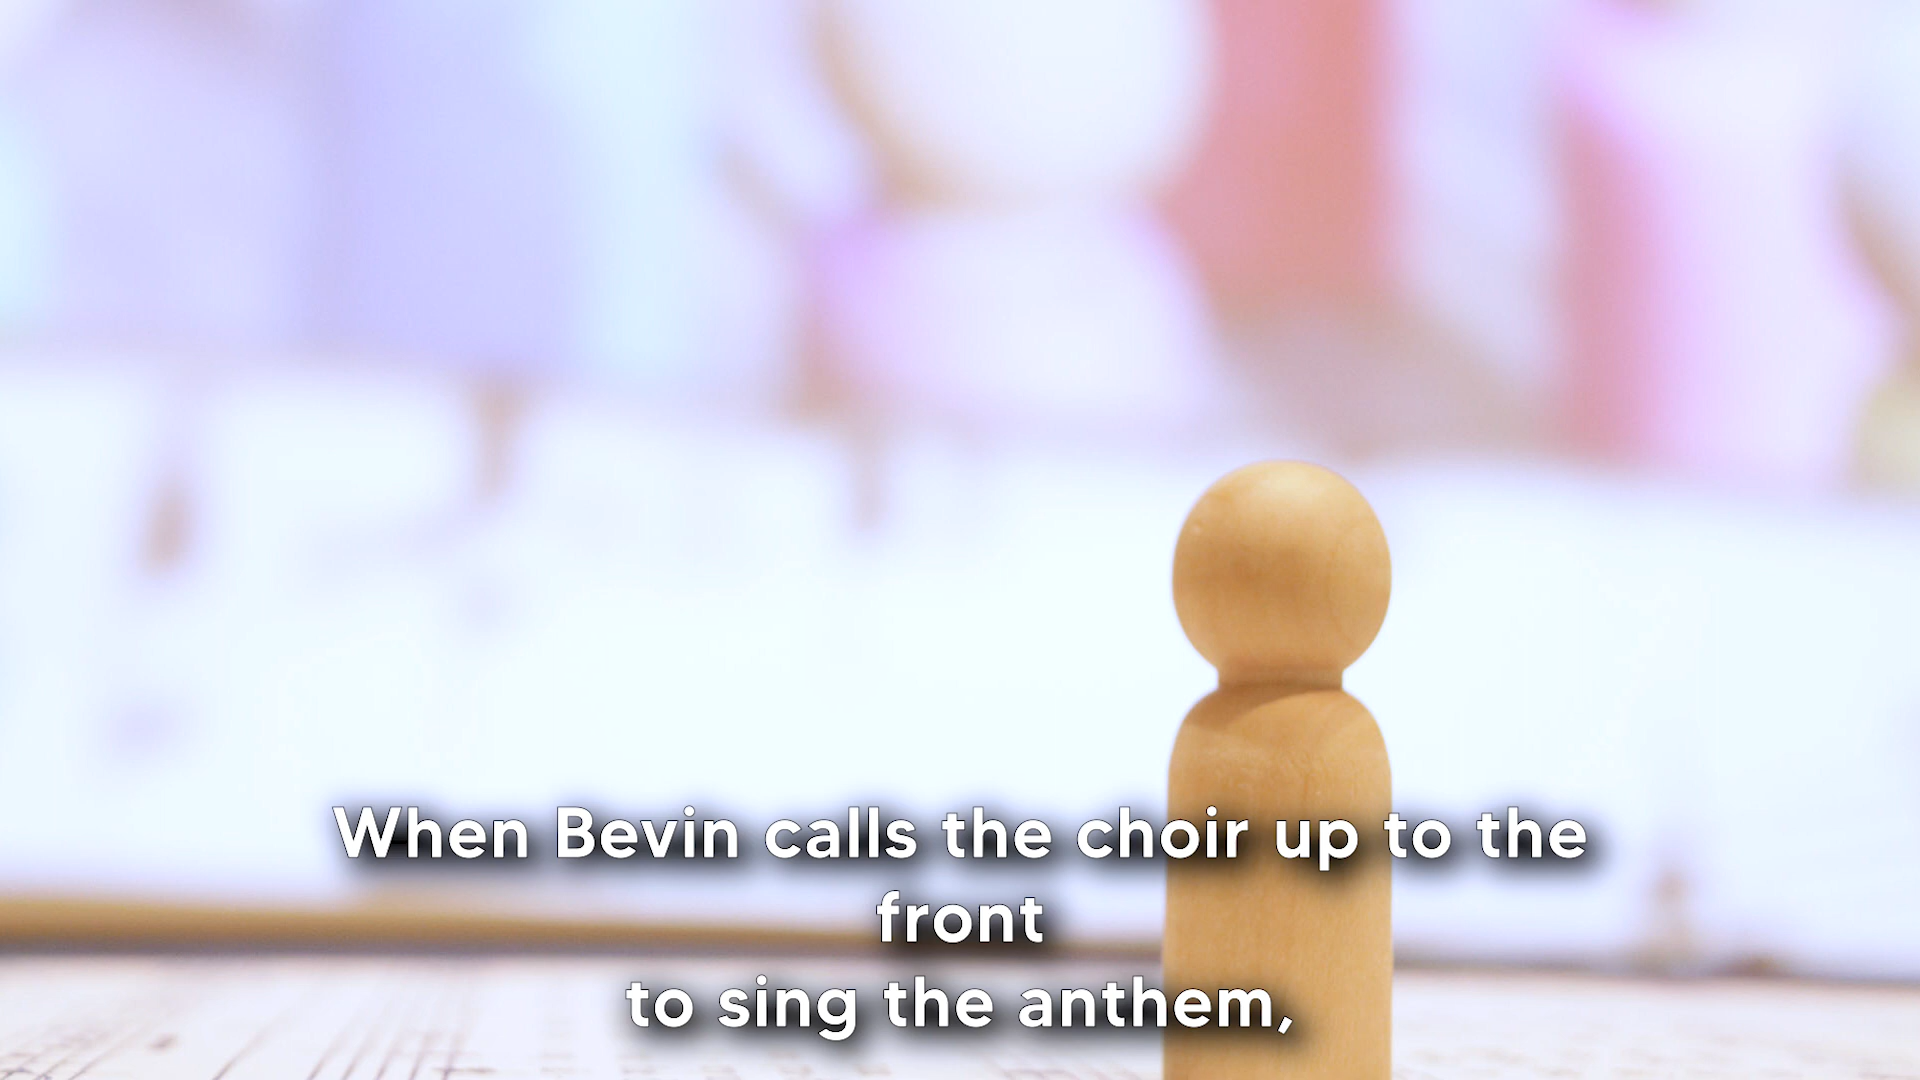 When Bevin calls the choir up to the
front
to sing the anthem,